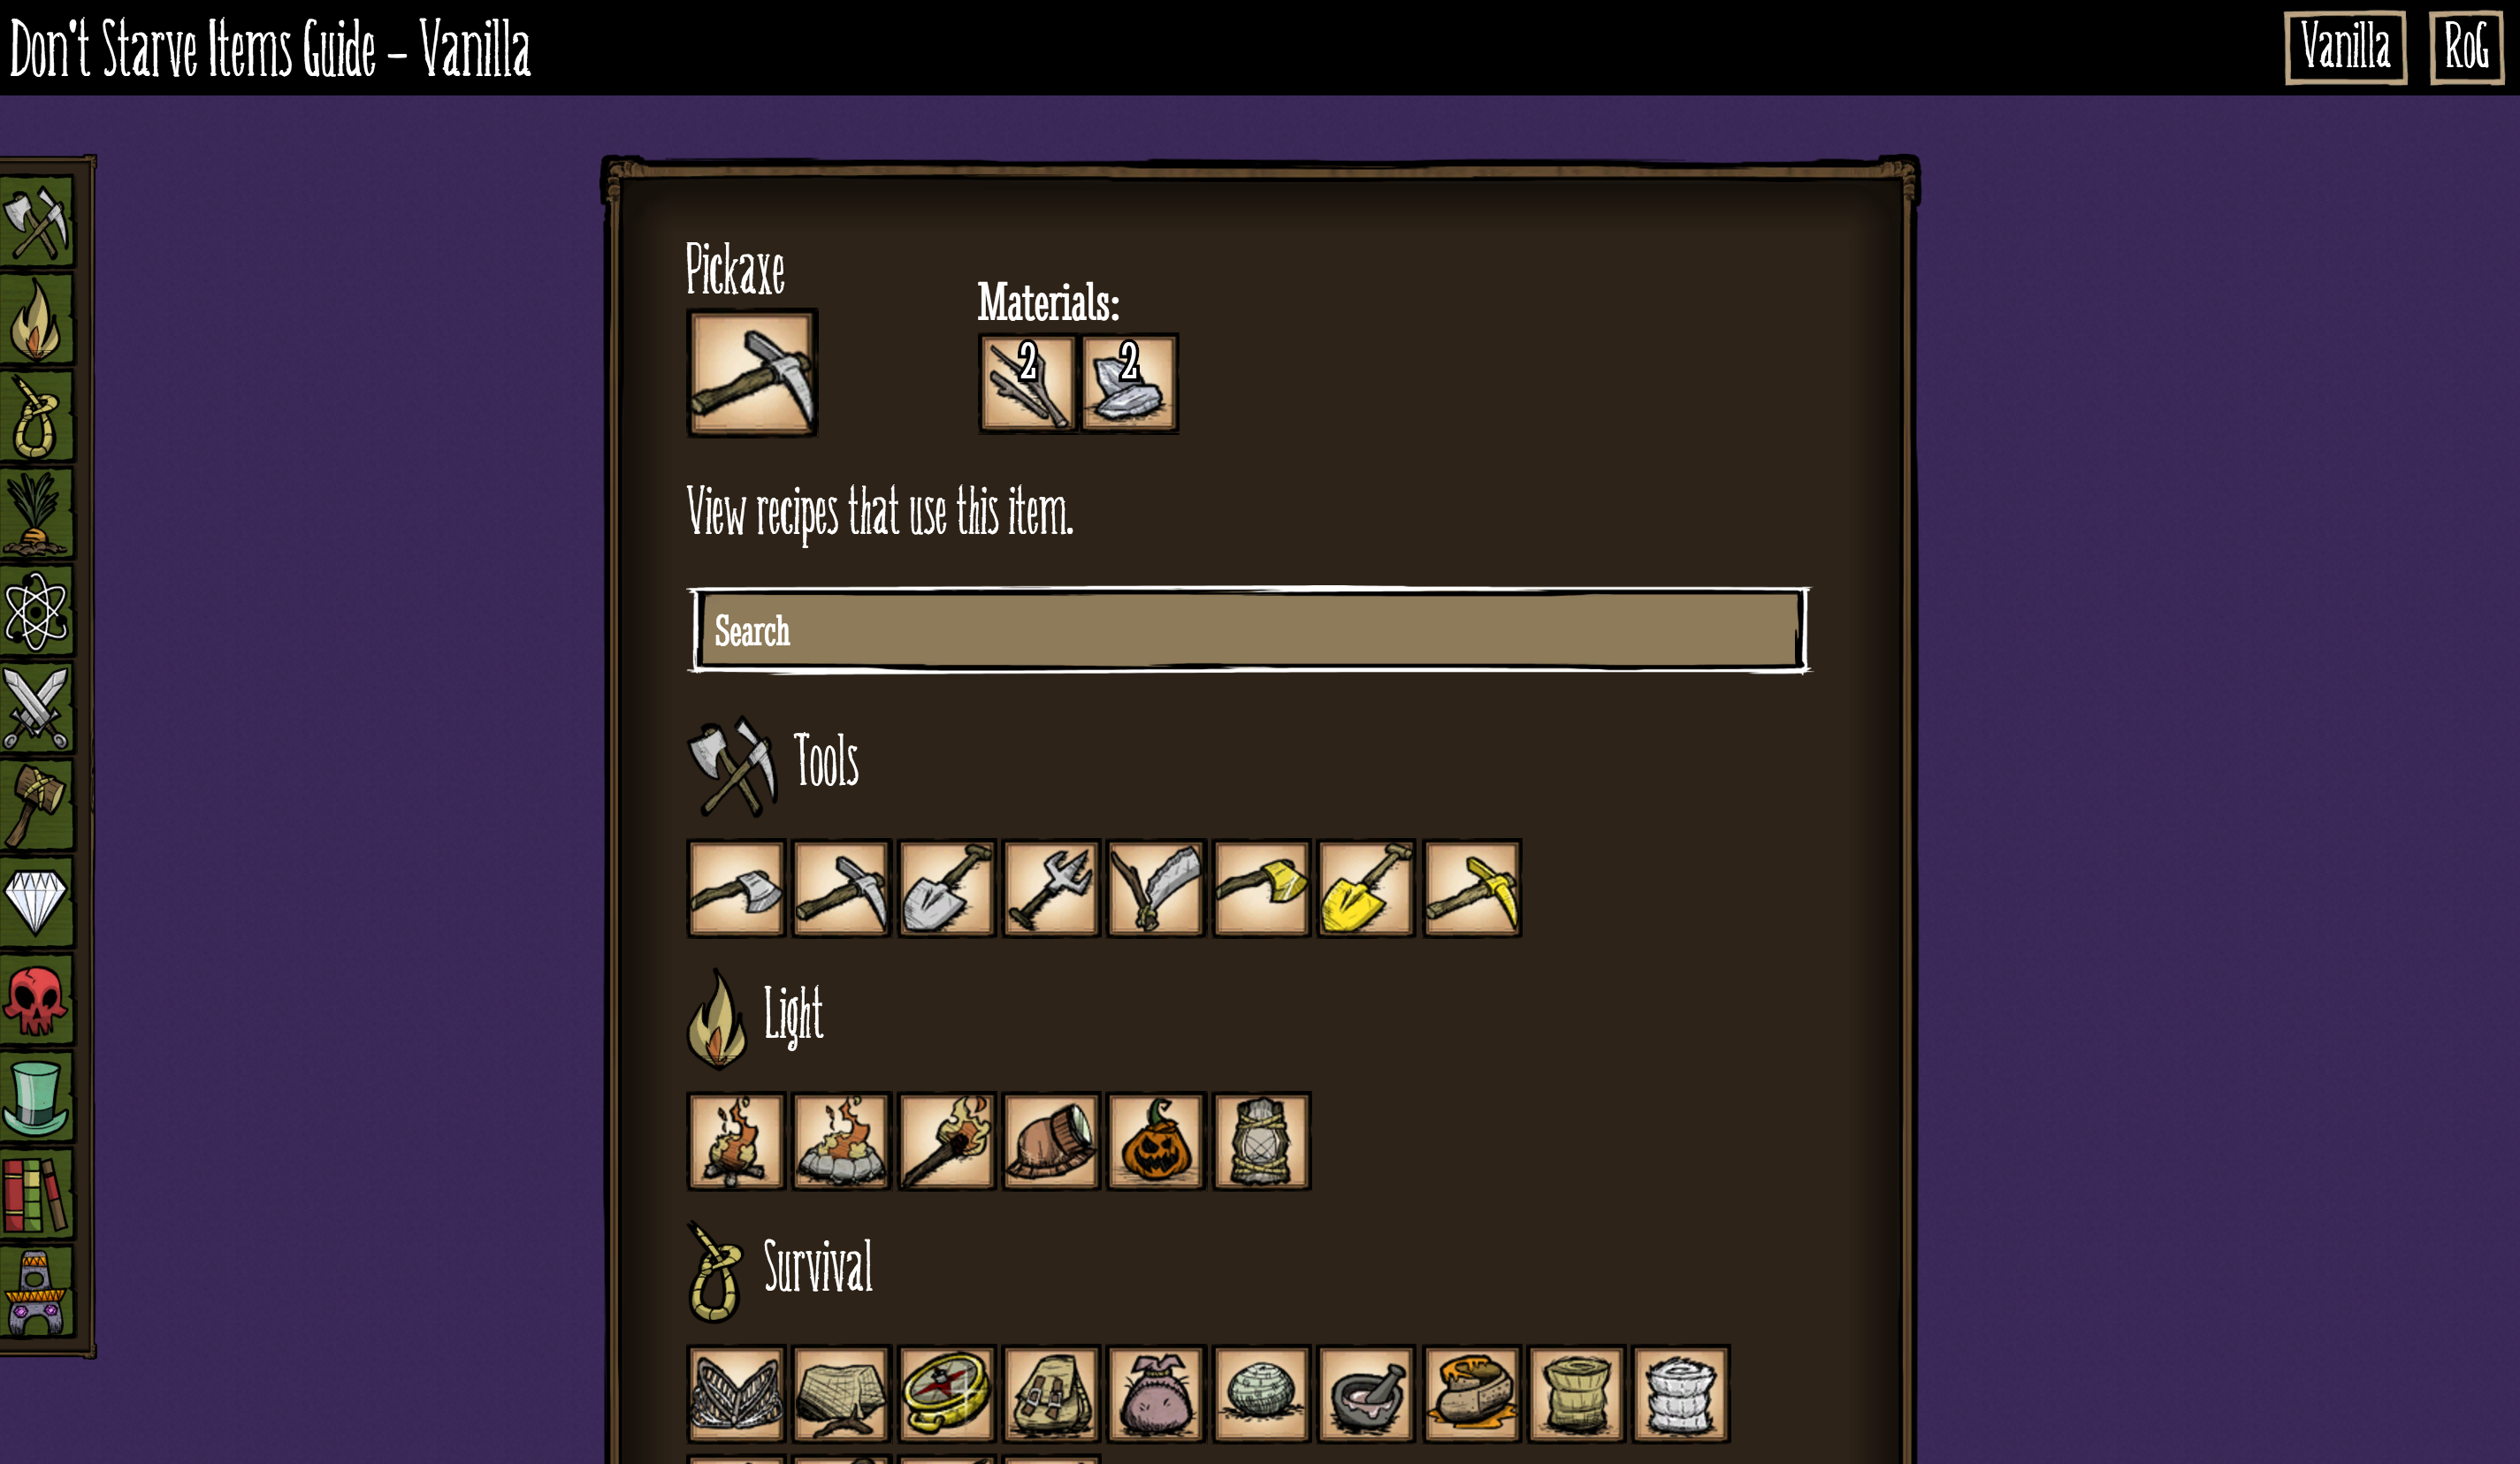 Don't Starve Items Guide – Vanilla
Vanilla
RoG
Pickaxe
Materials:
2
2
View recipes that use this item.
Search
Tools
Light
Survival